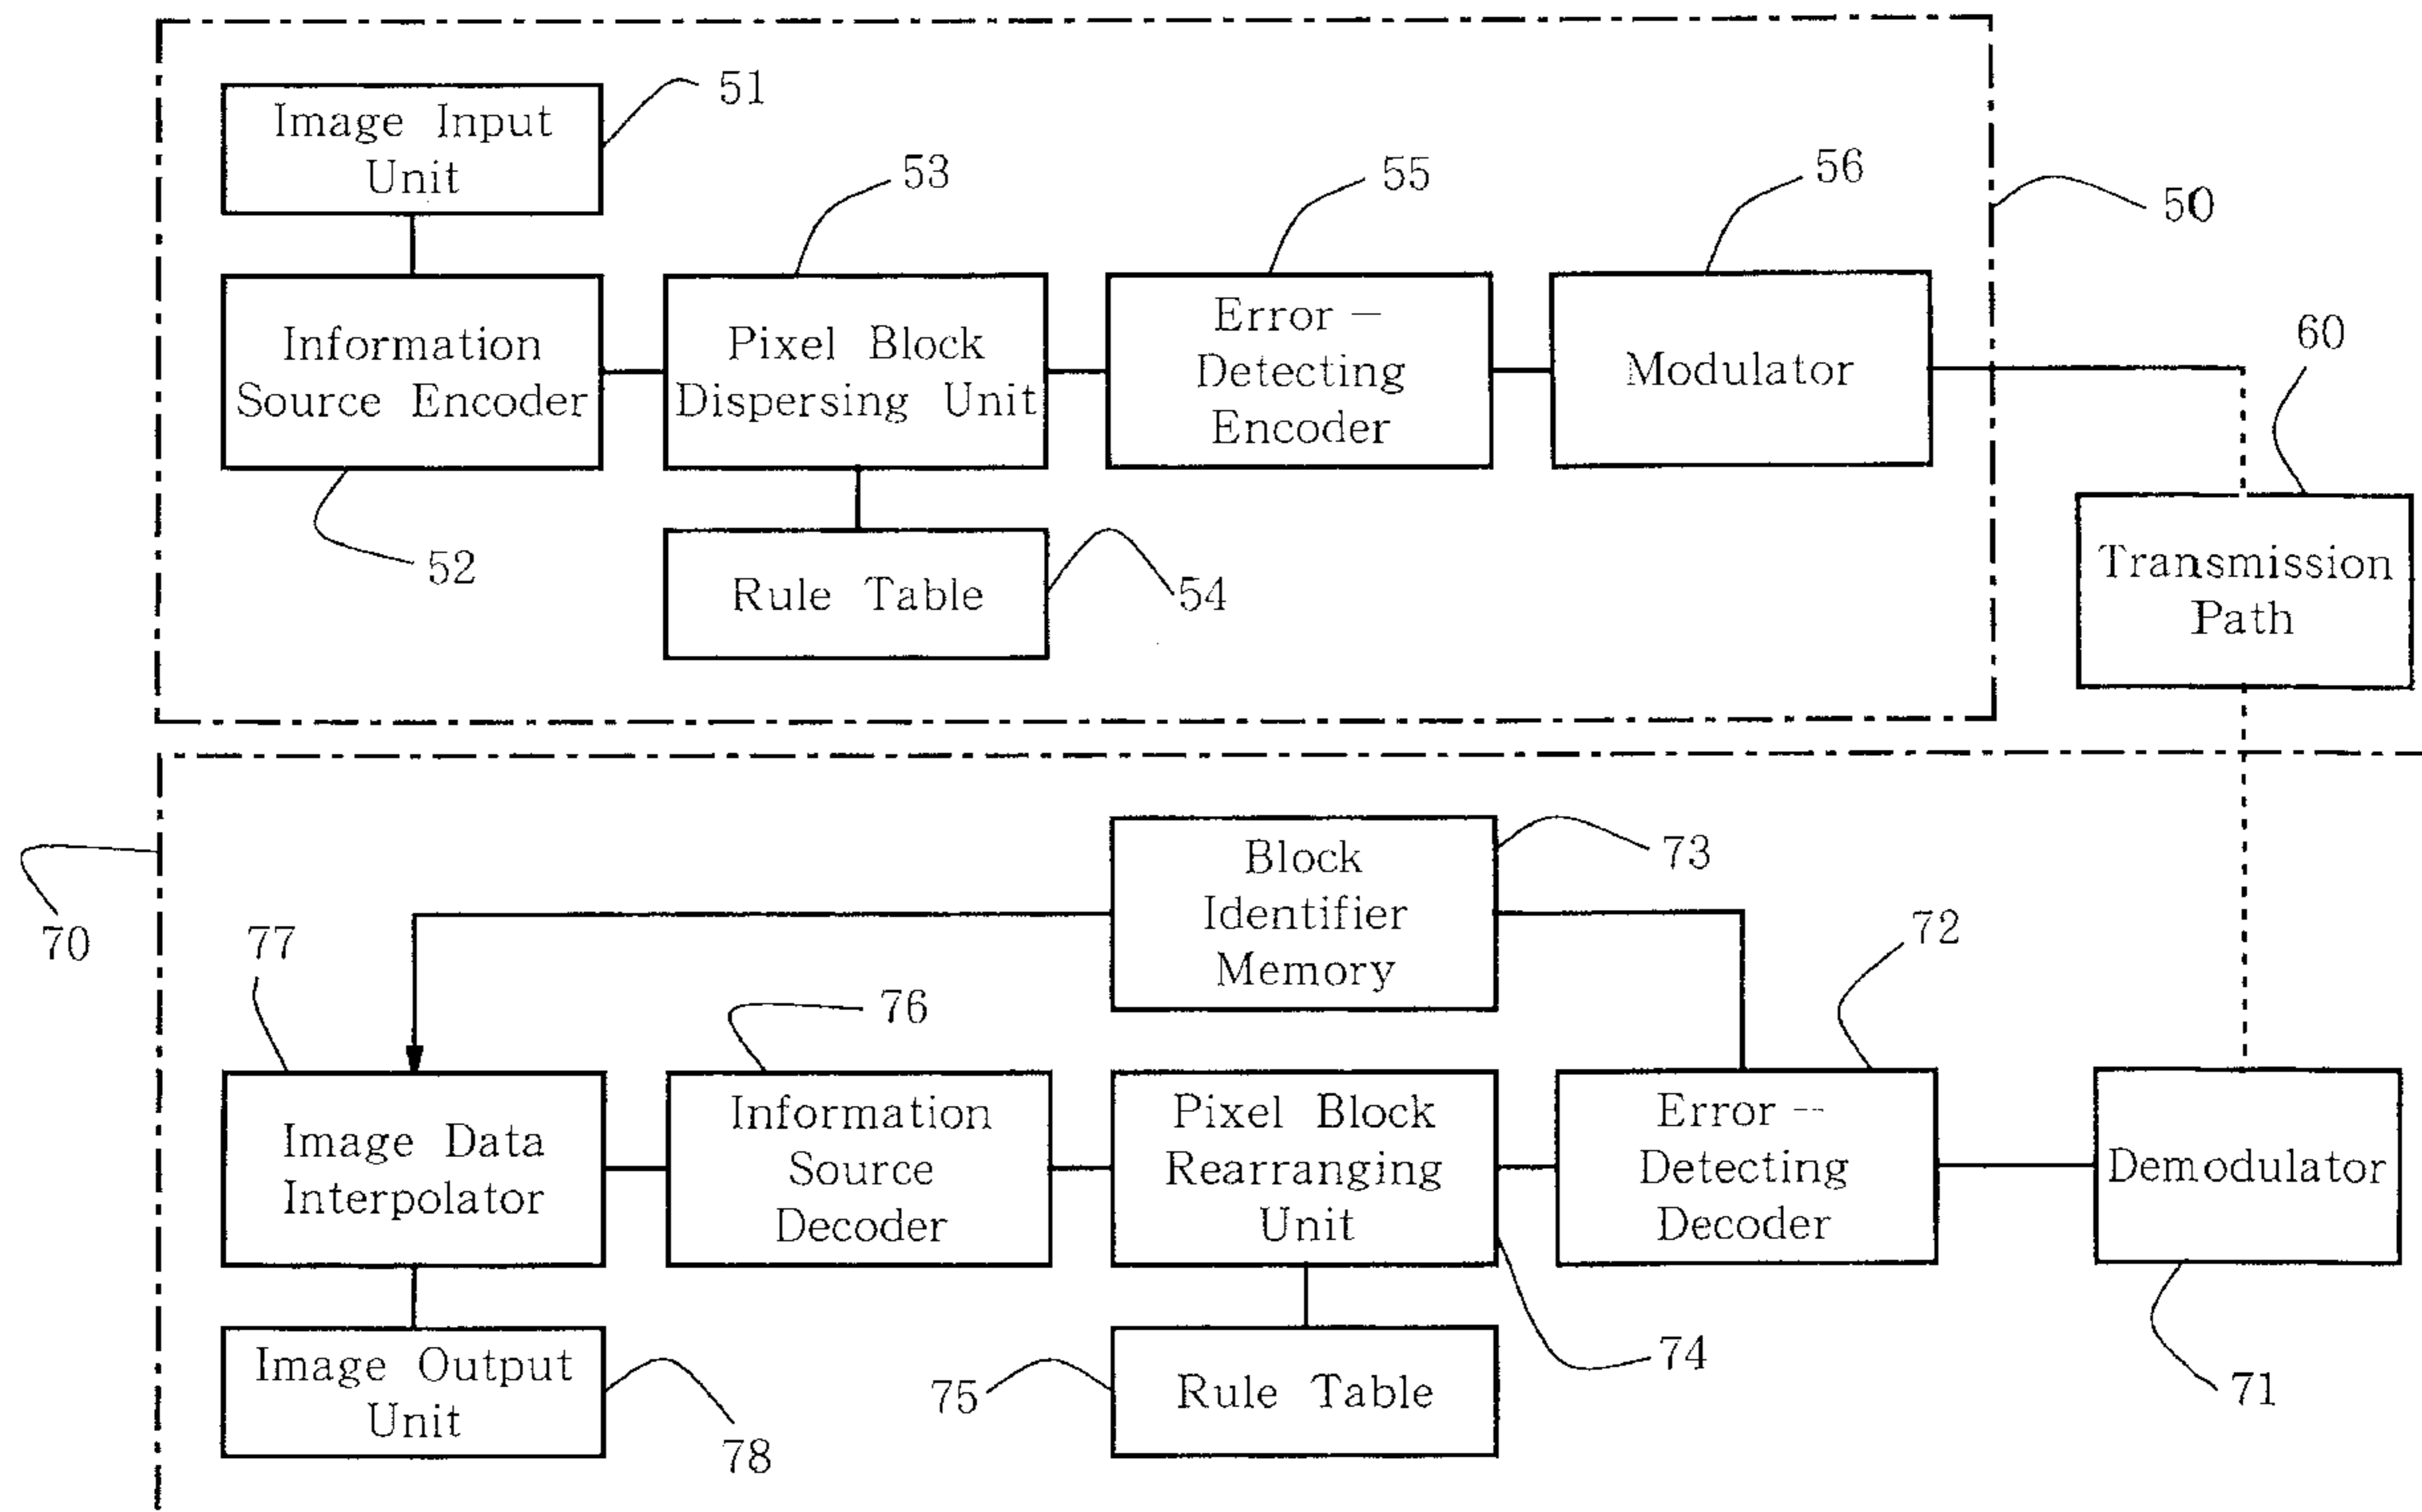 51
Image Input
Unit
53
55
56
50
Information
Source Encoder
Pixel Block
Dispersing Unit
Error-
Detecting
Encoder
Modulator
60
52
Rule Table
54
Transmission
Path
73
Block
Identifier
Memory
70
77
76
72
Image Data
Interpolator
Information
Source
Decoder
Pixel Block
Rearranging
Unit
Error--
Detecting
Decoder
Demodulator
Image Output
Unit
78
75
Rule Table
74
71